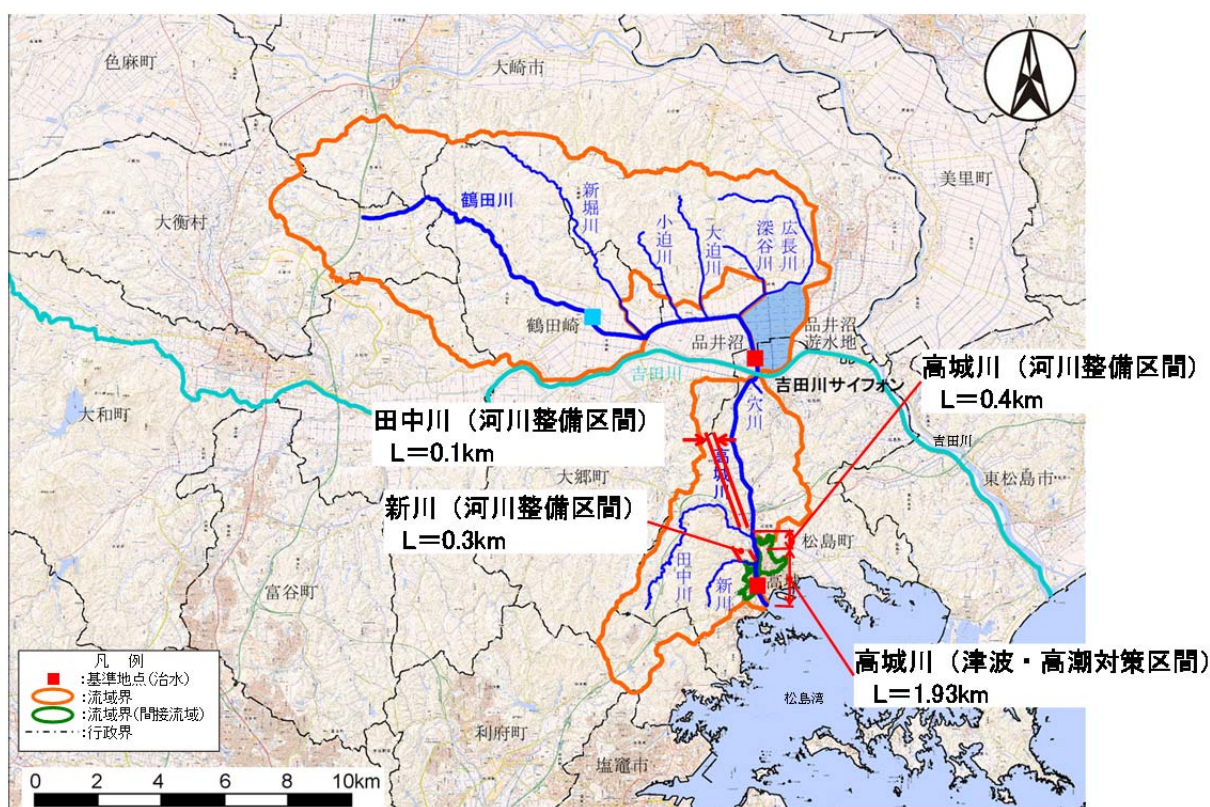 色麻町
大崎市
美里町
大衡村
鶴田川
新堀川
小迫川
大迫川
深谷川
広長川
鶴田崎
品井沼
品井沼
遊水地
吉田川
吉田川サイフォン
大和町
穴川
高城川（河川整備区間）
L＝0.4km
田中川（河川整備区間）
L＝0.1km
吉田川
東松島市
大郷町
高城川
新川（河川整備区間）
L＝0.3km
松島町
田中川
新川
高城
富谷町
高城川（津波・高潮対策区間）
L＝1.93km
松島湾
利府町
塩竈市
凡　例
：基準地点(治水)
：流域界
：流域界(間接流域)
：行政界
0 2 4 6 8 10km